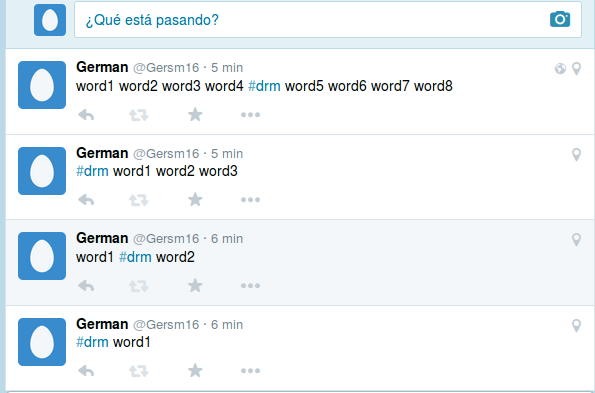 ¿Qué está pasando?
German @Gersm16 · 5 min
word1 word2 word3 word4 #drm word5 word6 word7 word8
German @Gersm16 · 5 min
#drm word1 word2 word3
German @Gersm16 · 6 min
word1 #drm word2
German @Gersm16 · 6 min
#drm word1